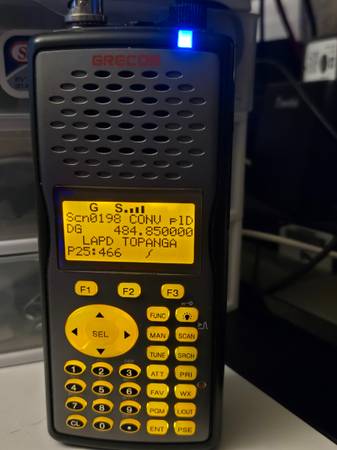 GRECOM
G S
Scn0198 CONV pID
DG 484.850000
LAPD TOPANGA
P25:466
F1 F2 F3
FUNC
SEL
MAN SCAN
TUNE SRCH
1 2 3 ATT PRI
4 5 6 FAV WX
7 8 9 PGM L/OUT
CL 0 • ENT PSE